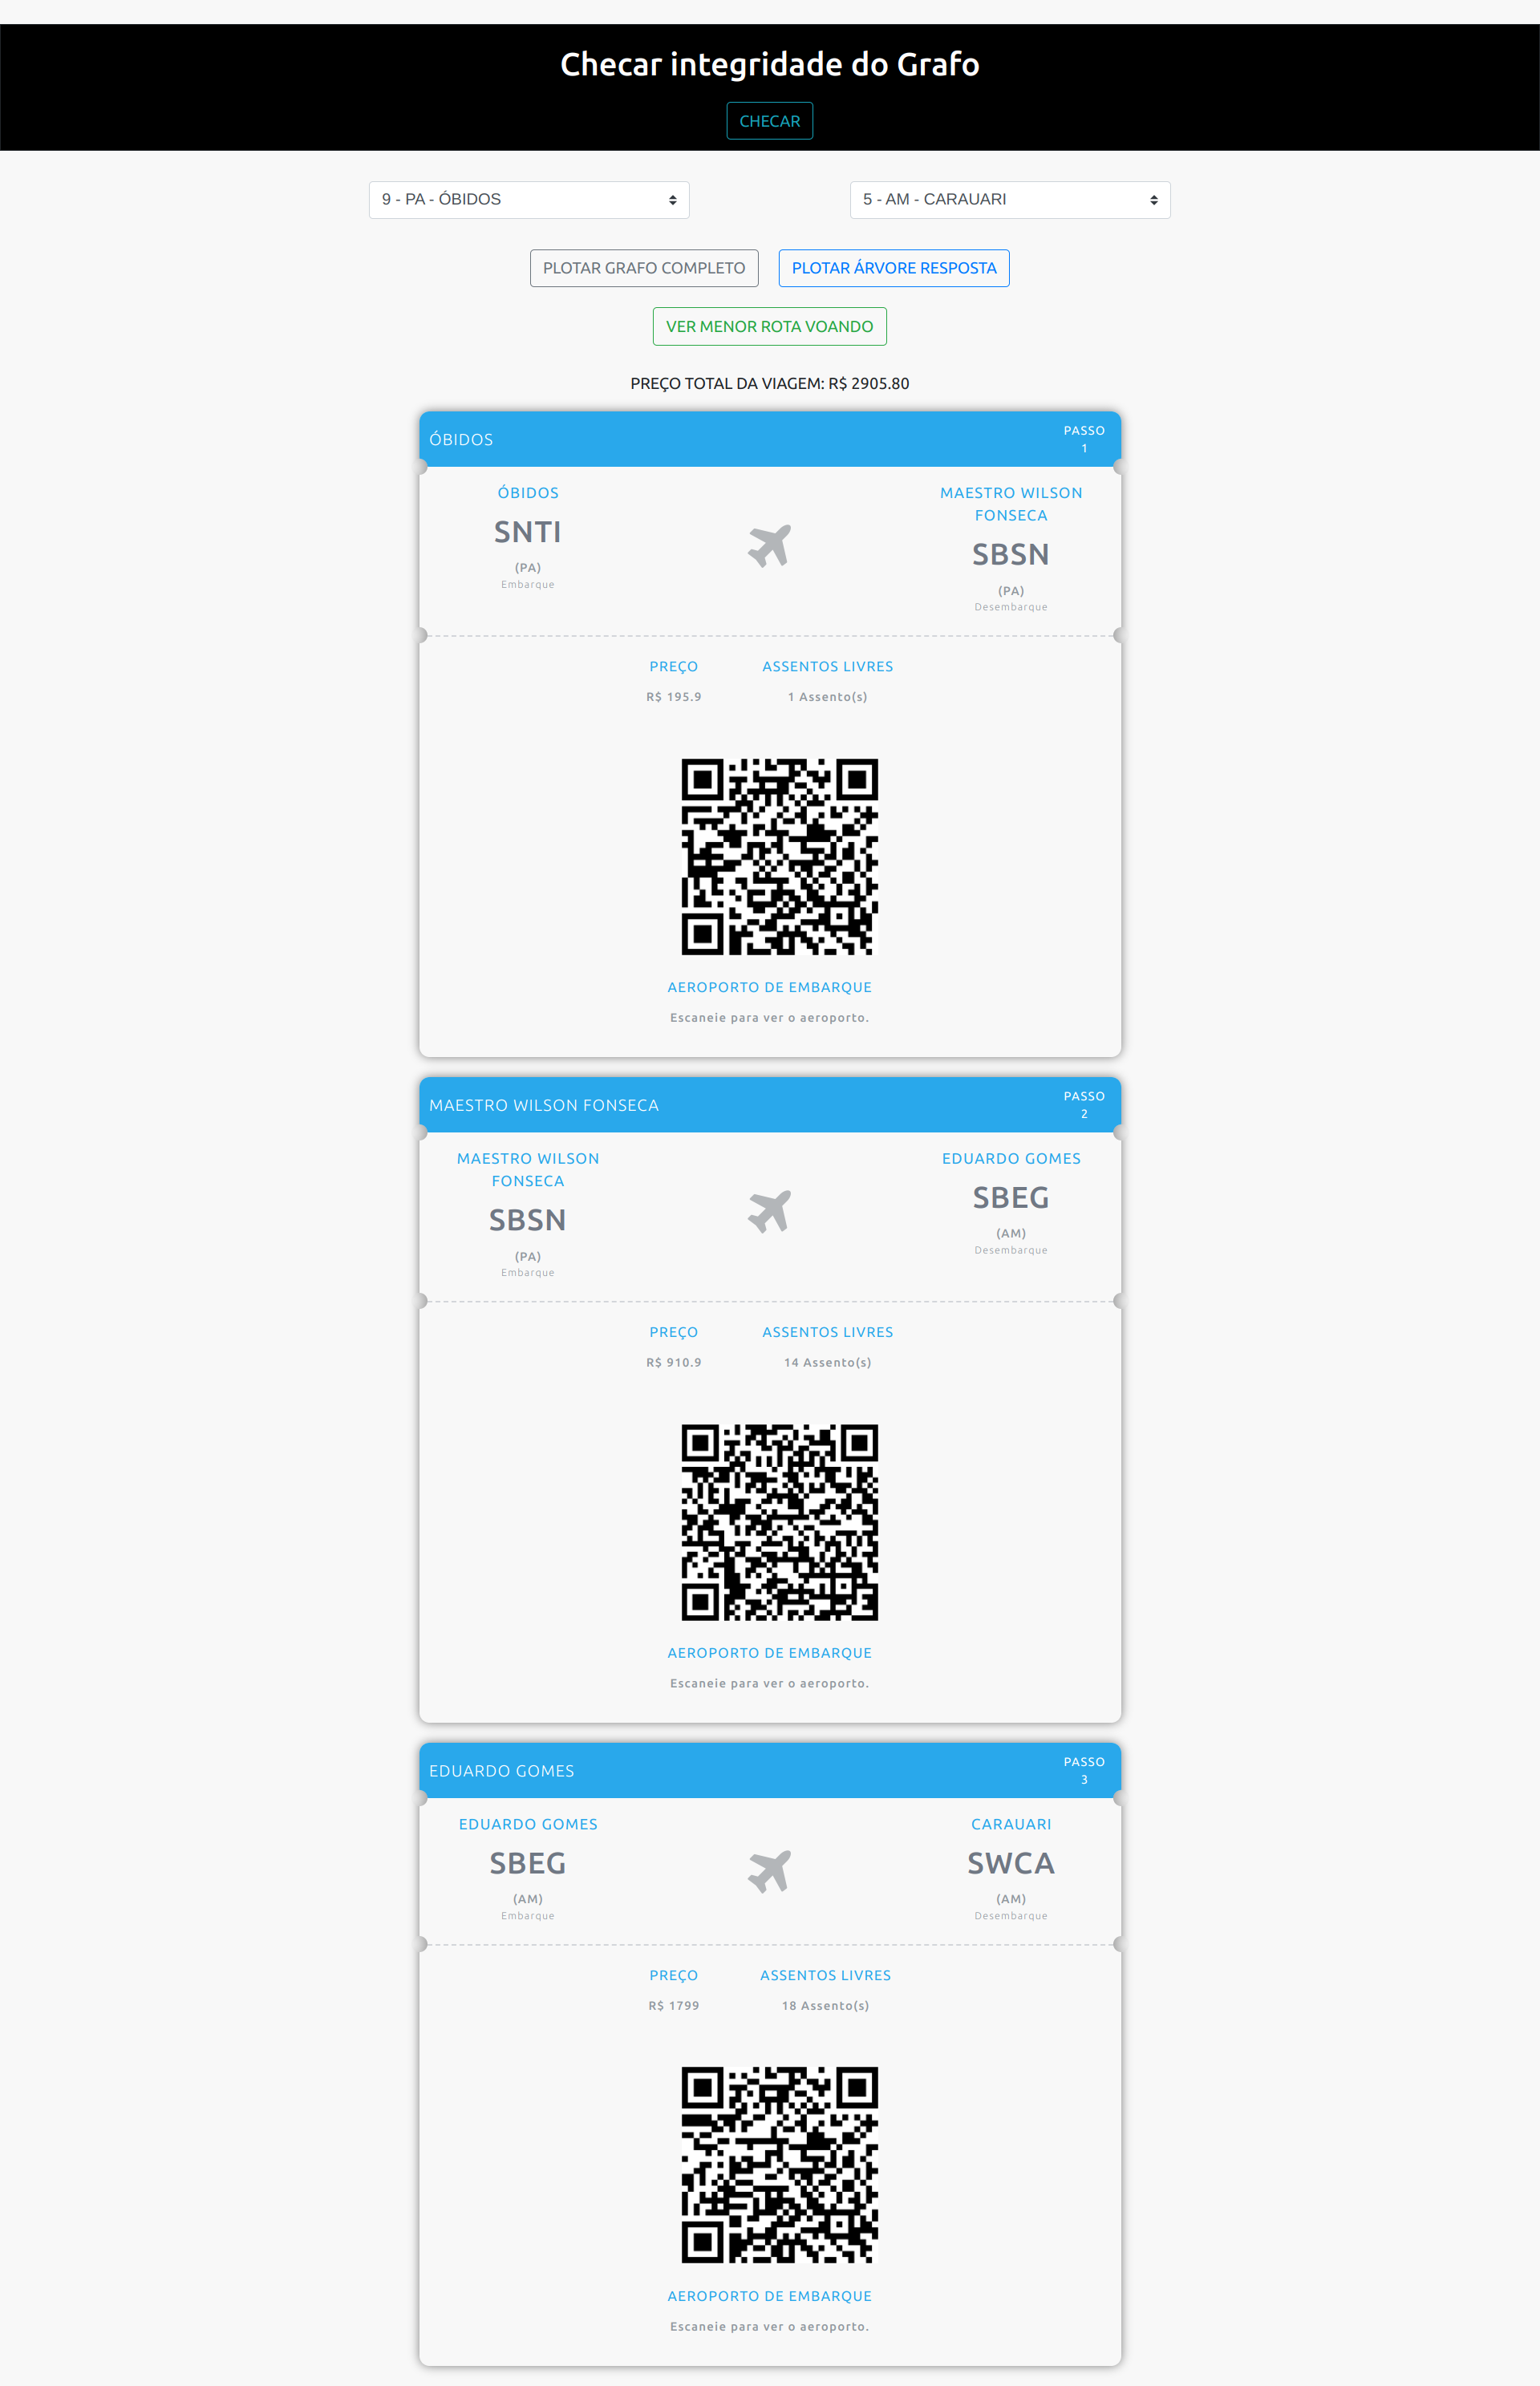 Checar integridade do Grafo
CHECAR
9 - PA - ÓBIDOS
5 - AM - CARAUARI
PLOTAR GRAFO COMPLETO
PLOTAR ÁRVORE RESPOSTA
VER MENOR ROTA VOANDO
PREÇO TOTAL DA VIAGEM: R$ 2905.80
ÓBIDOS
PASSO
1
ÓBIDOS
SNTI
(PA)
Embarque
MAESTRO WILSON
FONSECA
SBSN
(PA)
Desembarque
PREÇO
R$ 195.9
ASSENTOS LIVRES
1 Assento(s)
AEROPORTO DE EMBARQUE
Escaneie para ver o aeroporto.
MAESTRO WILSON FONSECA
PASSO
2
MAESTRO WILSON
FONSECA
SBSN
(PA)
Embarque
EDUARDO GOMES
SBEG
(AM)
Desembarque
PREÇO
R$ 910.9
ASSENTOS LIVRES
14 Assento(s)
AEROPORTO DE EMBARQUE
Escaneie para ver o aeroporto.
EDUARDO GOMES
PASSO
3
EDUARDO GOMES
SBEG
(AM)
Embarque
CARAUARI
SWCA
(AM)
Desembarque
PREÇO
R$ 1799
ASSENTOS LIVRES
18 Assento(s)
AEROPORTO DE EMBARQUE
Escaneie para ver o aeroporto.